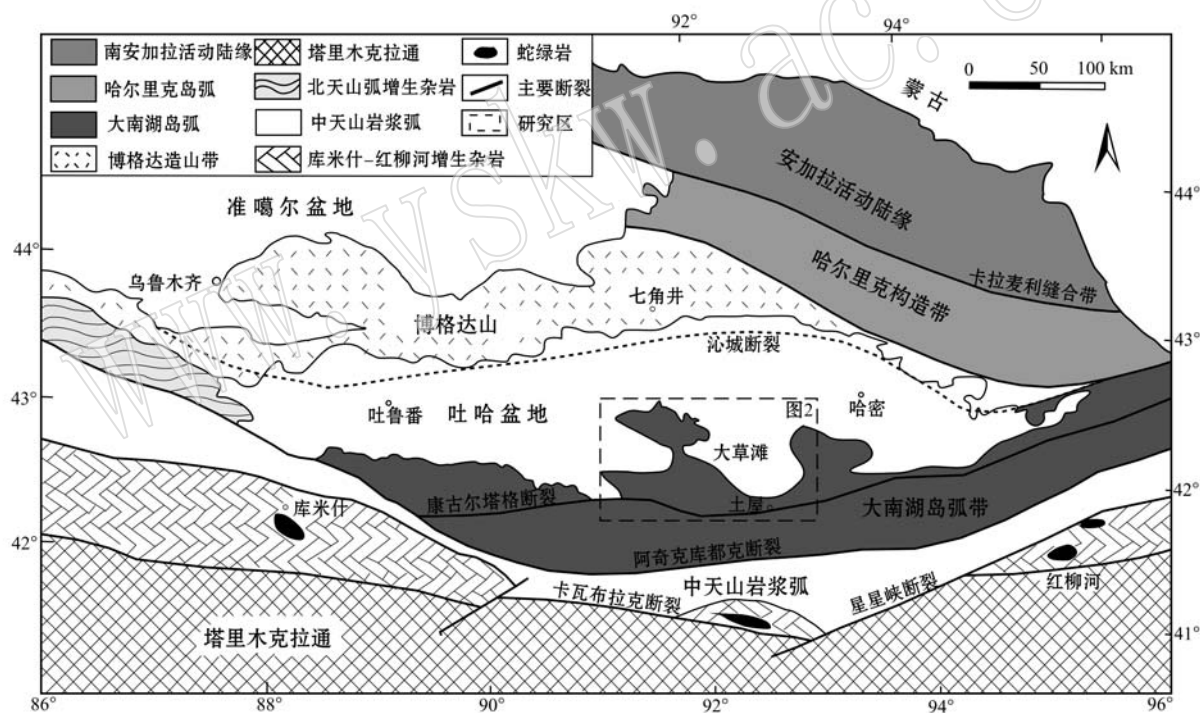 92°
94°
南安加拉活动陆缘
塔里木克拉通
蛇绿岩
哈尔里克岛弧
北天山弧增生杂岩
主要断裂
大南湖岛弧
中天山岩浆弧
研究区
博格达造山带
库米什-红柳河增生杂岩
0 50 100 km
蒙古
安加拉活动陆缘
44°
准噶尔盆地
44°
乌鲁木齐
七角井
哈尔里克构造带
卡拉麦利缝合带
博格达山
沁城断裂
43°
43°
吐鲁番
吐哈盆地
图2
哈密
大草滩
42°
康古尔塔格断裂
土屋
大南湖岛弧带
库米什
42°
阿奇克库都克断裂
卡瓦布拉克断裂
中天山岩浆弧
星星峡断裂
红柳河
塔里木克拉通
41°
86°
88°
90°
92°
94°
96°
www.yskw.ac.c